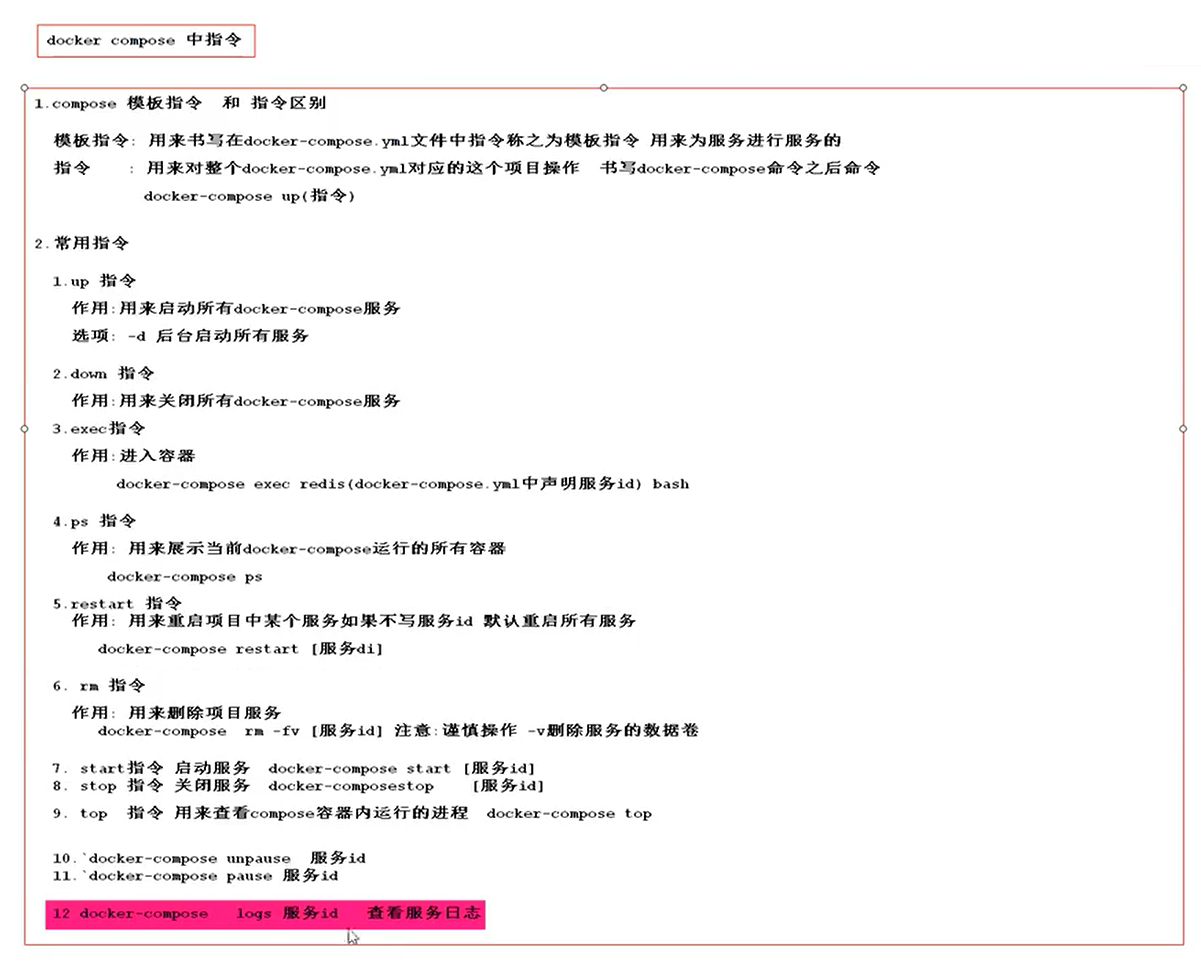 docker compose 中指令
1.compose 模板指令 和 指令区别
模板指令: 用来书写在docker-compose.yml文件中指令称之为模板指令 用来为服务进行服务的
指令 : 用来对整个docker-compose.yml对应的这个项目操作 书写docker-compose命令之后命令
docker-compose up(指令)
2.常用指令
1.up 指令
作用:用来启动所有docker-compose服务
选项: -d 后台启动所有服务
2.down 指令
作用:用来关闭所有docker-compose服务
3.exec指令
作用:进入容器
docker-compose exec redis(docker-compose.yml中声明服务id) bash
4.ps 指令
作用: 用来展示当前docker-compose运行的所有容器
docker-compose ps
5.restart 指令
作用: 用来重启项目中某个服务如果不写服务id 默认重启所有服务
docker-compose restart [服务di]
6. rm 指令
作用: 用来删除项目服务
docker-compose rm -fv [服务id] 注意:谨慎操作 -v删除服务的数据卷
7. start指令 启动服务 docker-compose start [服务id]
8. stop 指令 关闭服务 docker-composestop [服务id]
9. top 指令 用来查看compose容器内运行的进程 docker-compose top
10.`docker-compose unpause 服务id
11.`docker-compose pause 服务id
12 docker-compose logs 服务id 查看服务日志